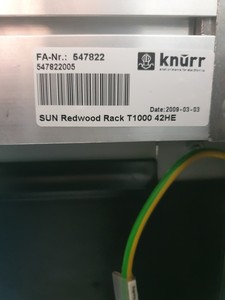 FA-Nr.: 547822
547822005
knürr
Date:2009-03-03
SUN Redwood Rack T1000 42HE